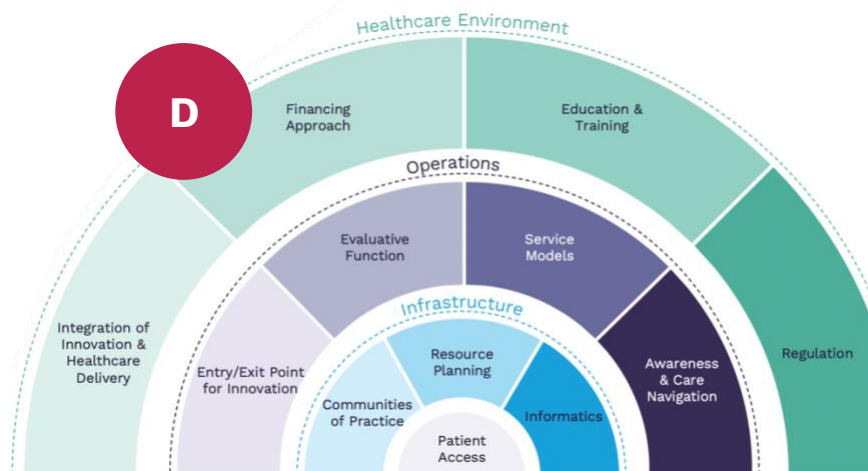 Healthcare Environment
D
Financing
Approach
Education &
Training
Operations
Evaluative
Function
Service
Models
Infrastructure
Integration of
Innovation &
Healthcare
Delivery
Entry/Exit Point
for Innovation
Resource
Planning
Awareness
& Care
Navigation
Regulation
Communities
of Practice
Informatics
Patient
Access